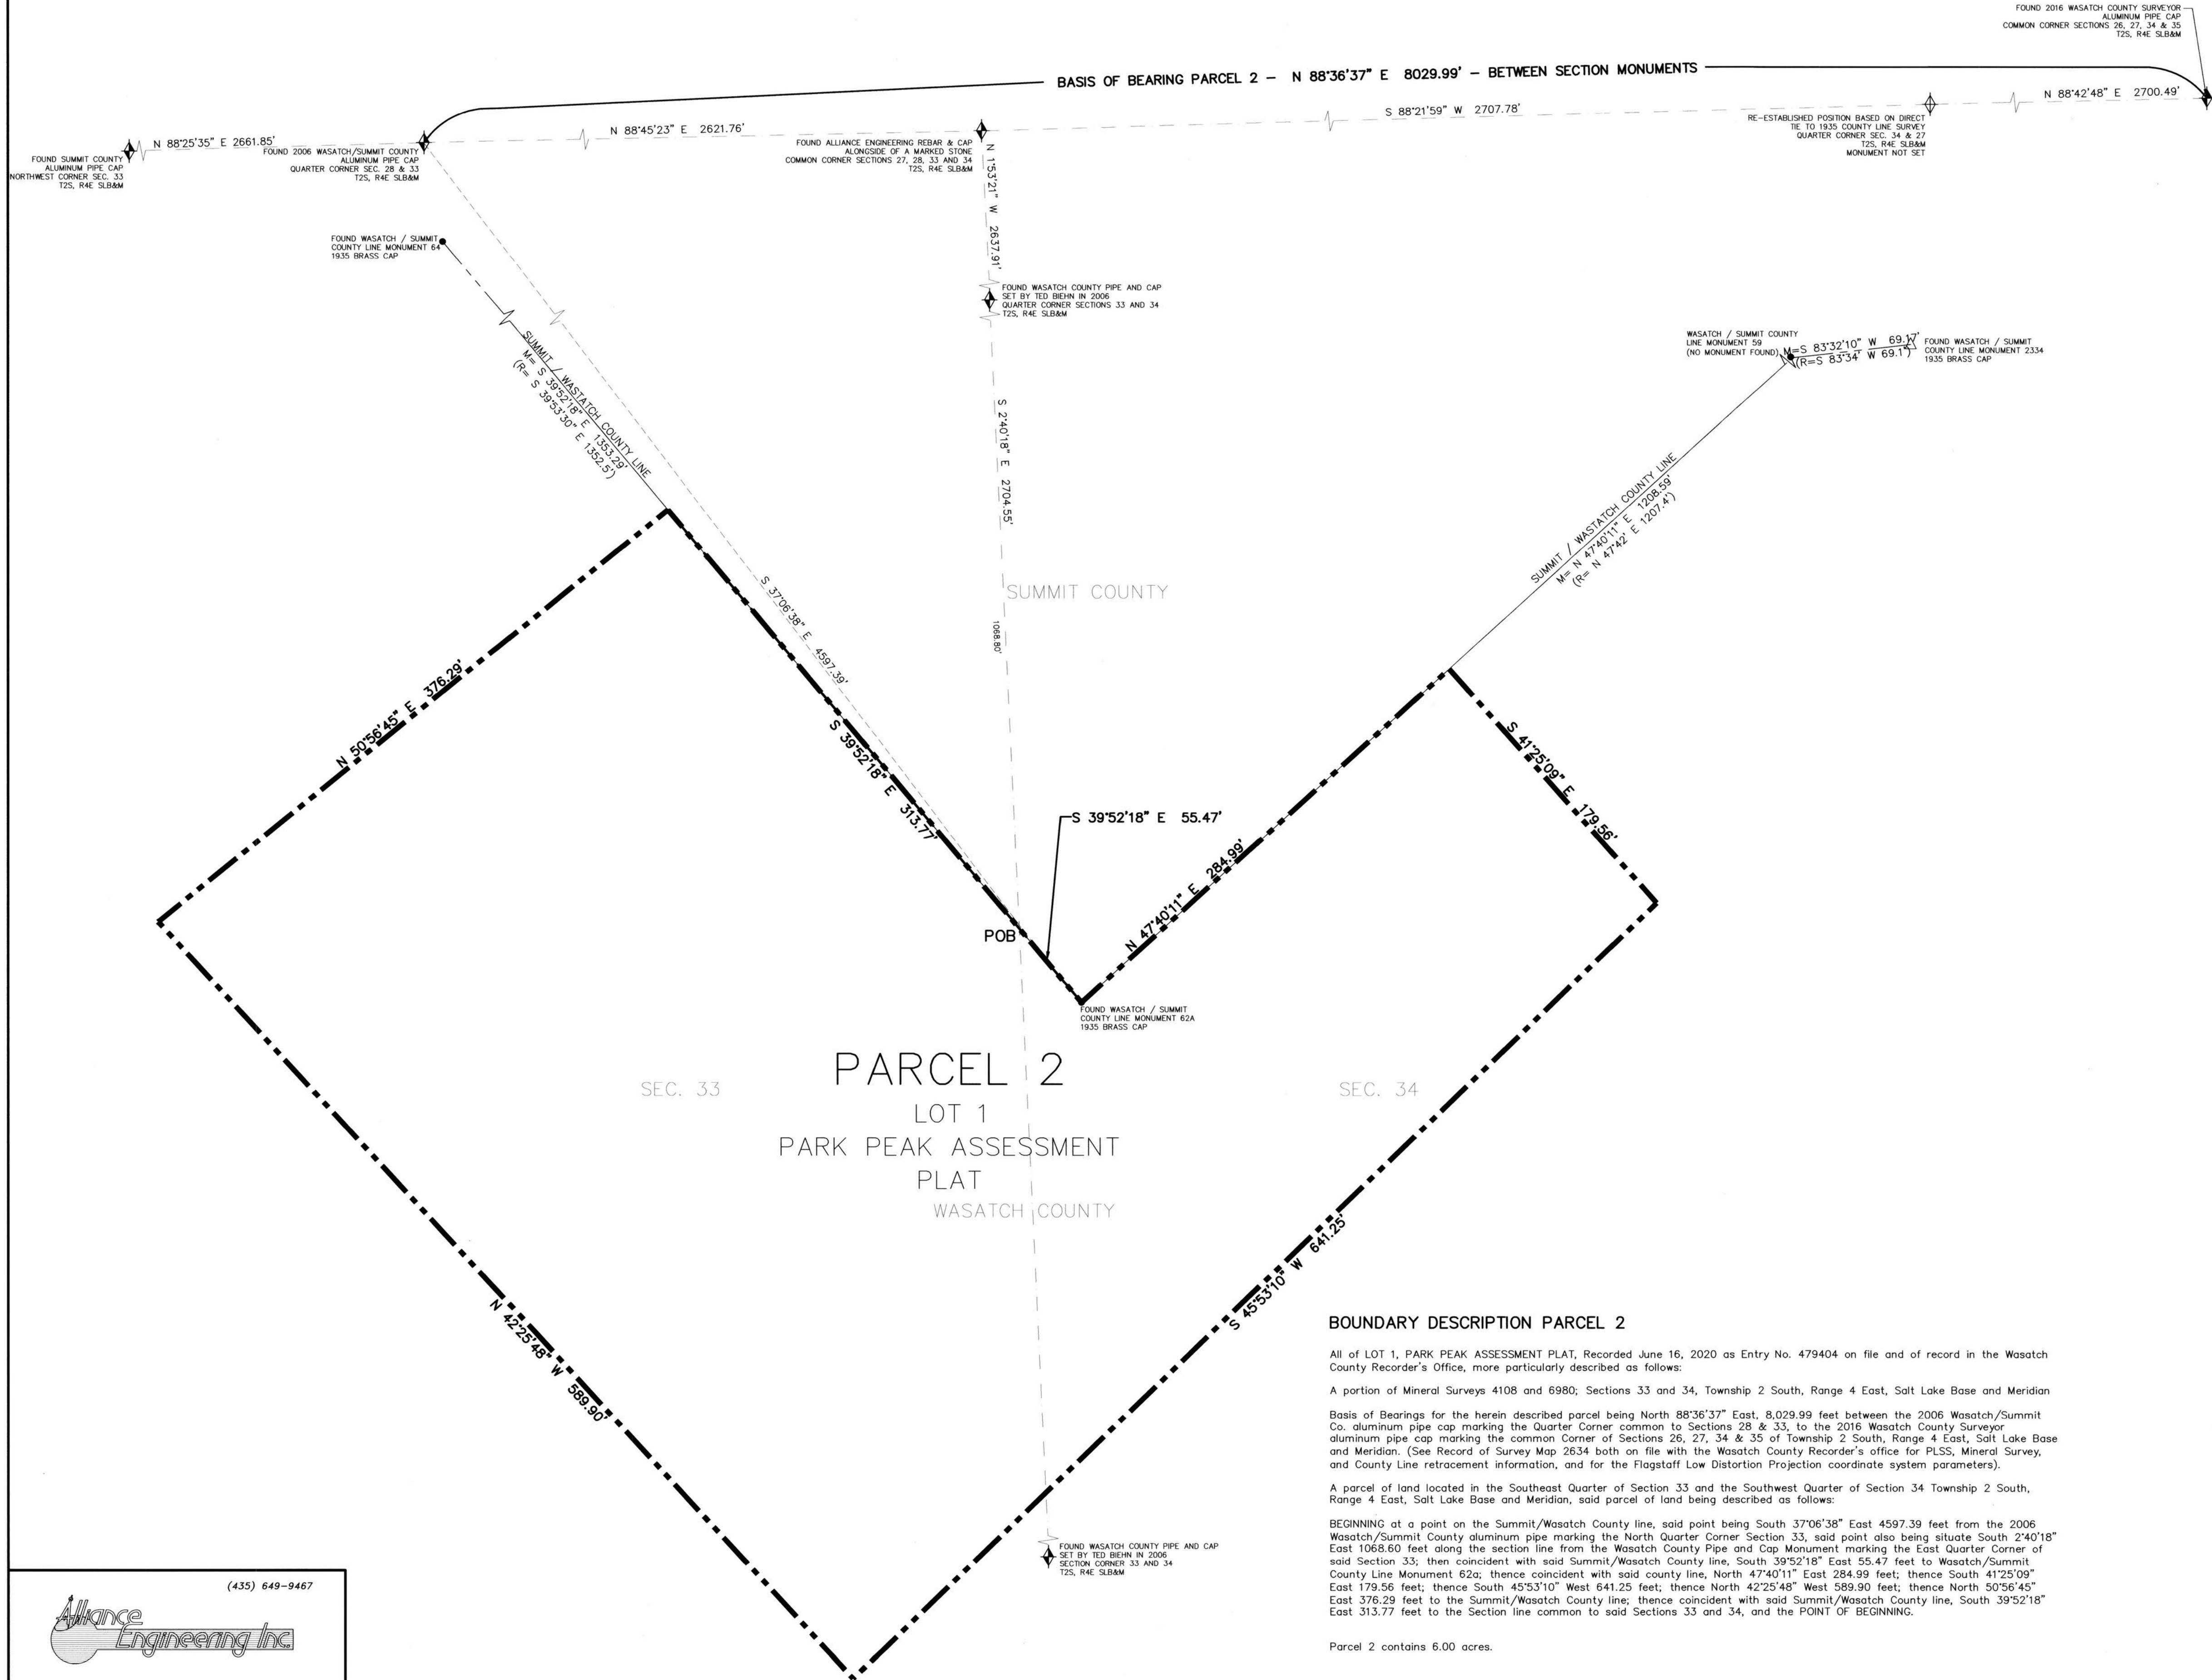 FOUND 2016 WASATCH COUNTY SURVEYOR
ALUMINUM PIPE CAP
COMMON CORNER SECTIONS 26, 27, 34 & 35
T2S, R4E SLB&M
BASIS OF BEARING PARCEL 2 – N 88°36'37" E 8029.99' – BETWEEN SECTION MONUMENTS
N 88°25'35" E 2661.85'
N 88°45'23" E 2621.76'
S 88°21'59" W 2707.78'
N 88°42'48" E 2700.49'
FOUND SUMMIT COUNTY
ALUMINUM PIPE CAP
NORTHWEST CORNER SEC. 33
T2S, R4E SLB&M
FOUND 2006 WASATCH/SUMMIT COUNTY
ALUMINUM PIPE CAP
QUARTER CORNER SEC. 28 & 33
T2S, R4E SLB&M
FOUND ALLIANCE ENGINEERING REBAR & CAP
ALONGSIDE OF A MARKED STONE
COMMON CORNER SECTIONS 27, 28, 33 AND 34
T2S, R4E SLB&M
RE-ESTABLISHED POSITION BASED ON DIRECT
TIE TO 1935 COUNTY LINE SURVEY
QUARTER CORNER SEC. 34 & 27
T2S, R4E SLB&M
MONUMENT NOT SET
N 1°53'21" W 2637.91'
FOUND WASATCH / SUMMIT
COUNTY LINE MONUMENT 64
1935 BRASS CAP
FOUND WASATCH COUNTY PIPE AND CAP
SET BY TED BIEHN IN 2006
QUARTER CORNER SECTIONS 33 AND 34
T2S, R4E SLB&M
WASATCH / SUMMIT COUNTY
LINE MONUMENT 59
(NO MONUMENT FOUND)
M=S 83°32'10" W 69.17'
(R=S 83°34' W 69.1')
FOUND WASATCH / SUMMIT
COUNTY LINE MONUMENT 2334
1935 BRASS CAP
SUMMIT / WASTATCH COUNTY LINE
M= S 39°52'18" E 1353.29'
(R= S 39°53'30" E 1352.5')
S 2°40'18" E 2704.55'
SUMMIT / WASTATCH COUNTY LINE
M= N 47°40'11" E 1208.59'
(R= N 47°42' E 1207.4')
S 37°06'38" E 4597.39'
SUMMIT COUNTY
1068.80'
N 50°56'45" E 376.29'
S 39°52'18" E 313.77'
S 39°52'18" E 55.47'
N 47°40'11" E 284.99'
S 41°25'09" E 179.56'
POB
FOUND WASATCH / SUMMIT
COUNTY LINE MONUMENT 62A
1935 BRASS CAP
SEC. 33
PARCEL 2
SEC. 34
LOT 1
PARK PEAK ASSESSMENT
PLAT
WASATCH COUNTY
N 42°25'48" W 589.90'
S 45°53'10" W 641.25'
FOUND WASATCH COUNTY PIPE AND CAP
SET BY TED BIEHN IN 2006
SECTION CORNER 33 AND 34
T2S, R4E SLB&M
BOUNDARY DESCRIPTION PARCEL 2
All of LOT 1, PARK PEAK ASSESSMENT PLAT, Recorded June 16, 2020 as Entry No. 479404 on file and of record in the Wasatch
County Recorder's Office, more particularly described as follows:
A portion of Mineral Surveys 4108 and 6980; Sections 33 and 34, Township 2 South, Range 4 East, Salt Lake Base and Meridian
Basis of Bearings for the herein described parcel being North 88°36'37" East, 8,029.99 feet between the 2006 Wasatch/Summit
Co. aluminum pipe cap marking the Quarter Corner common to Sections 28 & 33, to the 2016 Wasatch County Surveyor
aluminum pipe cap marking the common Corner of Sections 26, 27, 34 & 35 of Township 2 South, Range 4 East, Salt Lake Base
and Meridian. (See Record of Survey Map 2634 both on file with the Wasatch County Recorder's office for PLSS, Mineral Survey,
and County Line retracement information, and for the Flagstaff Low Distortion Projection coordinate system parameters).
A parcel of land located in the Southeast Quarter of Section 33 and the Southwest Quarter of Section 34 Township 2 South,
Range 4 East, Salt Lake Base and Meridian, said parcel of land being described as follows:
BEGINNING at a point on the Summit/Wasatch County line, said point being South 37°06'38" East 4597.39 feet from the 2006
Wasatch/Summit County aluminum pipe marking the North Quarter Corner Section 33, said point also being situate South 2°40'18"
East 1068.60 feet along the section line from the Wasatch County Pipe and Cap Monument marking the East Quarter Corner of
said Section 33; then coincident with said Summit/Wasatch County line, South 39°52'18" East 55.47 feet to Wasatch/Summit
County Line Monument 62a; thence coincident with said county line, North 47°40'11" East 284.99 feet; thence South 41°25'09"
East 179.56 feet; thence South 45°53'10" West 641.25 feet; thence North 42°25'48" West 589.90 feet; thence North 50°56'45"
East 376.29 feet to the Summit/Wasatch County line; thence coincident with said Summit/Wasatch County line, South 39°52'18"
East 313.77 feet to the Section line common to said Sections 33 and 34, and the POINT OF BEGINNING.
Parcel 2 contains 6.00 acres.
(435) 649-9467
Alliance
Engineering Inc.